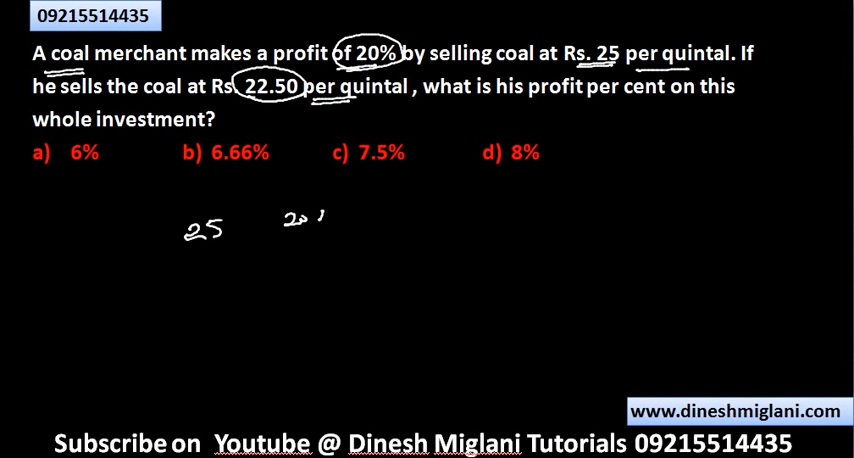 09215514435
A coal merchant makes a profit of 20% by selling coal at Rs. 25 per quintal. If
he sells the coal at Rs. 22.50 per quintal , what is his profit per cent on this
whole investment?
a) 6% b) 6.66% c) 7.5% d) 8%
25 20
www.dineshmiglani.com
Subscribe on Youtube @ Dinesh Miglani Tutorials 09215514435